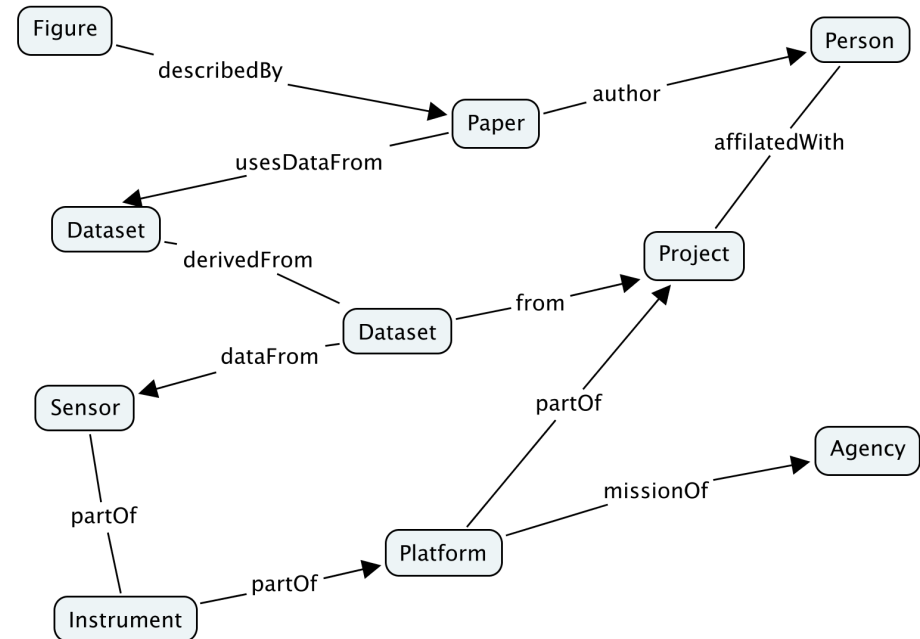 Figure
Person
describedBy
author
Paper
affilatedWith
usesDataFrom
Dataset
derivedFrom
Project
from
Dataset
dataFrom
Sensor
partOf
Agency
missionOf
partOf
Platform
partOf
Instrument